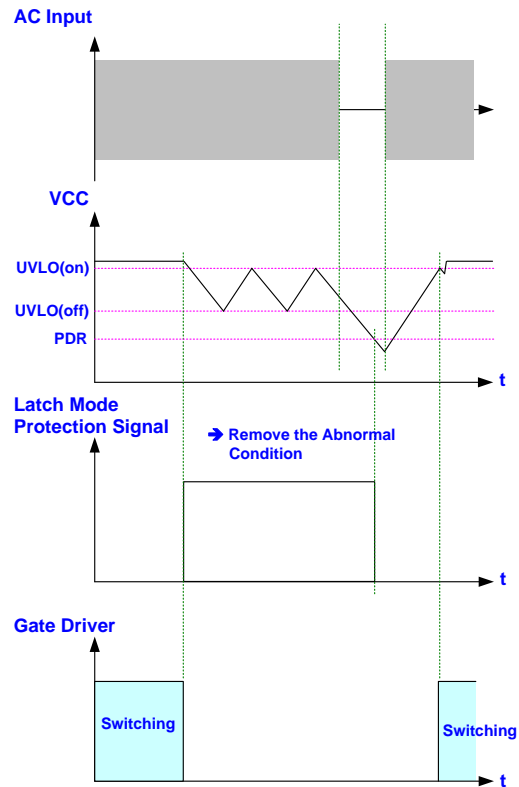 AC Input
VCC
UVLO(on)
UVLO(off)
PDR
t
Latch Mode
Protection Signal
➔ Remove the Abnormal
Condition
t
Gate Driver
Switching
Switching
t